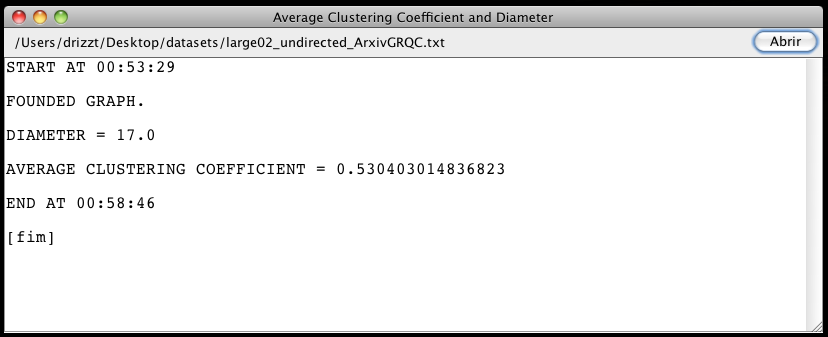 Average Clustering Coefficient and Diameter
/Users/drizzt/Desktop/datasets/large02_undirected_ArxivGRQC.txt
Abrir
START AT 00:53:29
FOUNDED GRAPH.
DIAMETER = 17.0
AVERAGE CLUSTERING COEFFICIENT = 0.530403014836823
END AT 00:58:46
[fim]